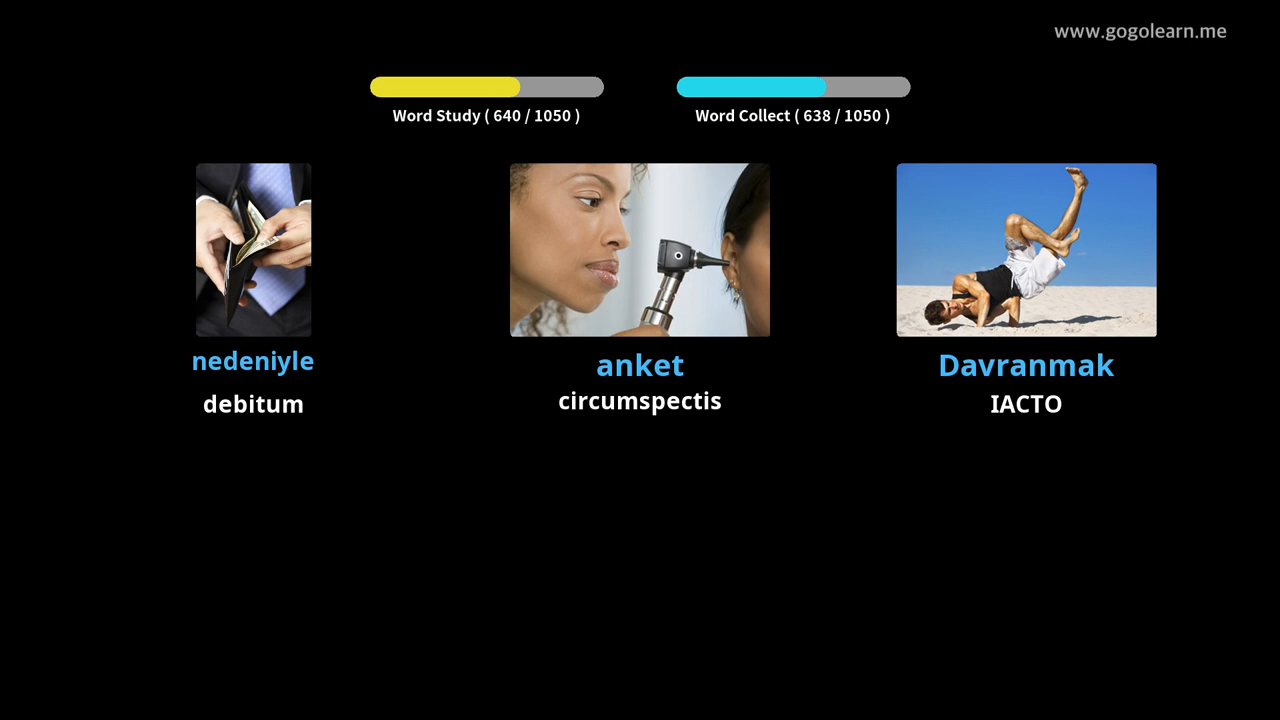 www.gogolearn.me
Word Study ( 640 / 1050 )
Word Collect ( 638 / 1050 )
nedeniyle
anket
Davranmak
debitum
circumspectis
IACTO